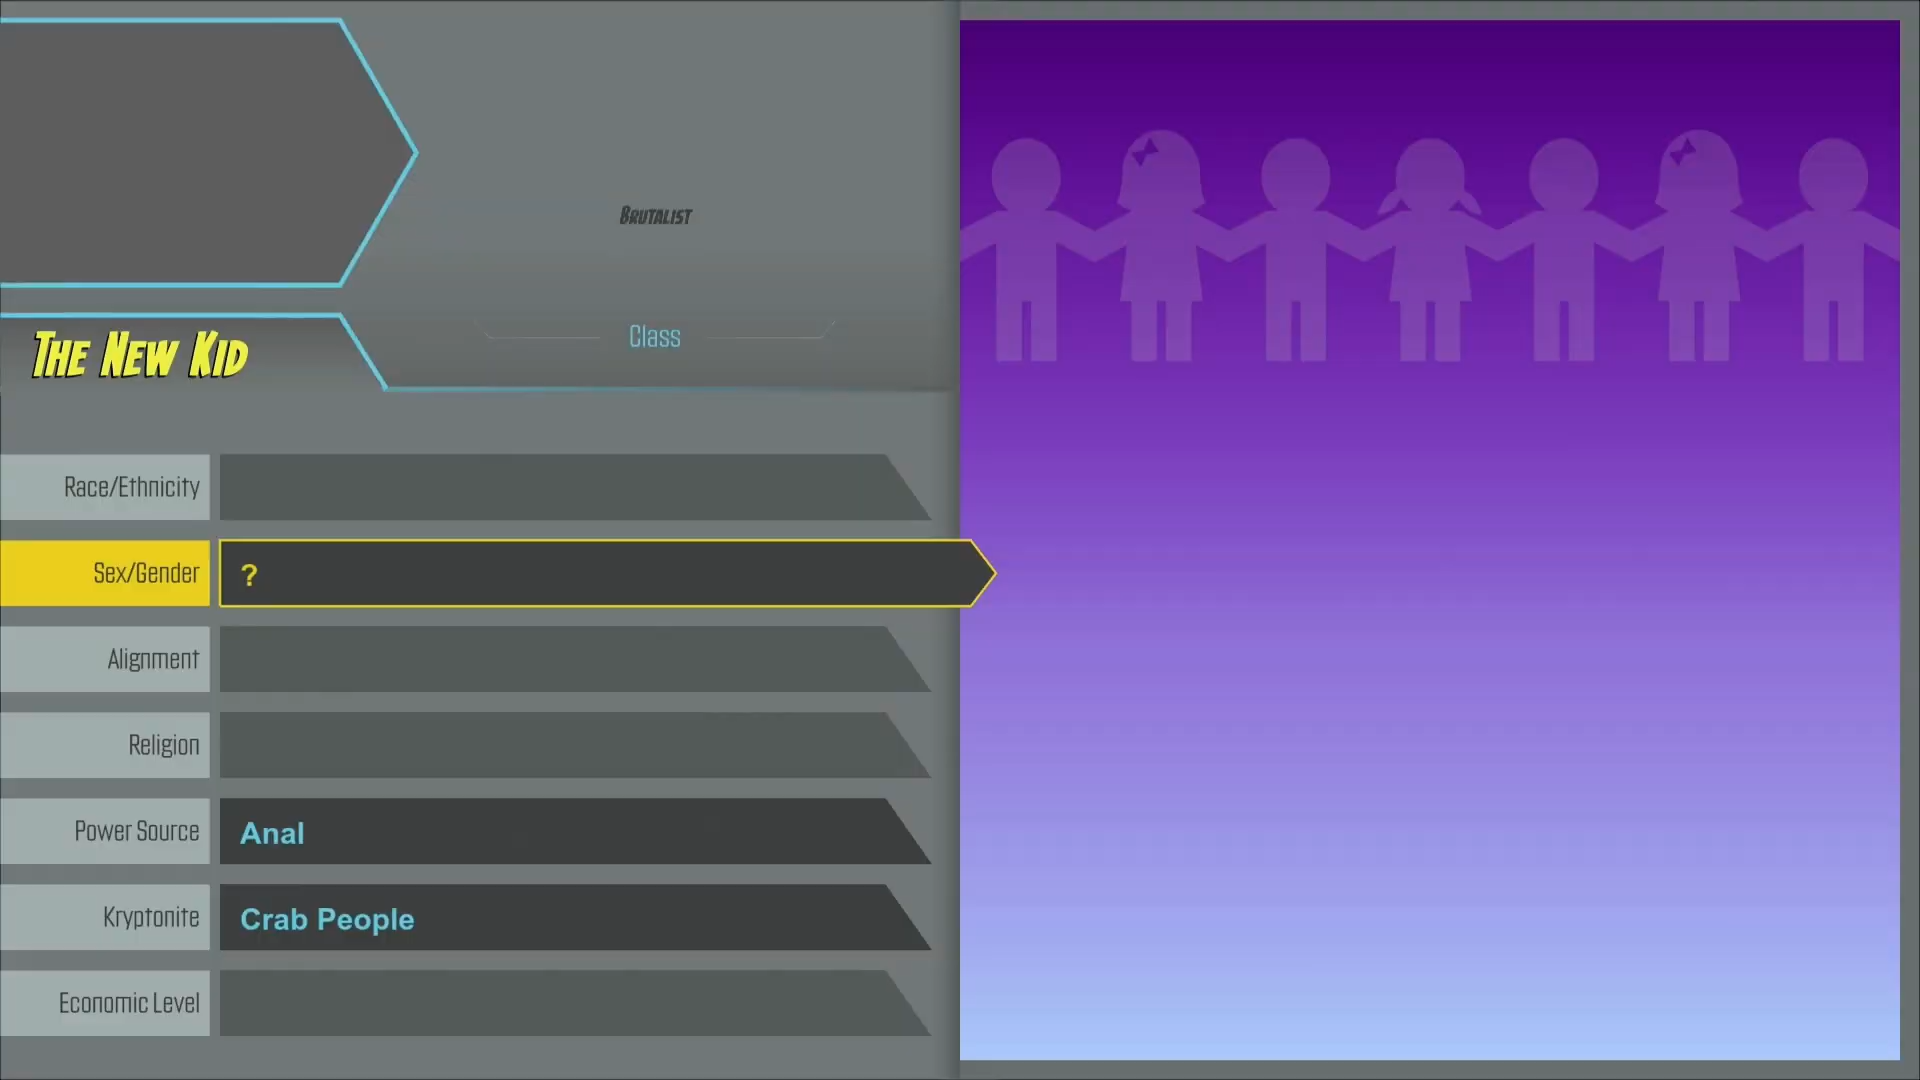 Brutalist
Class
The New Kid
Race/Ethnicity
Sex/Gender ?
Alignment
Religion
Power Source Anal
Kryptonite Crab People
Economic Level